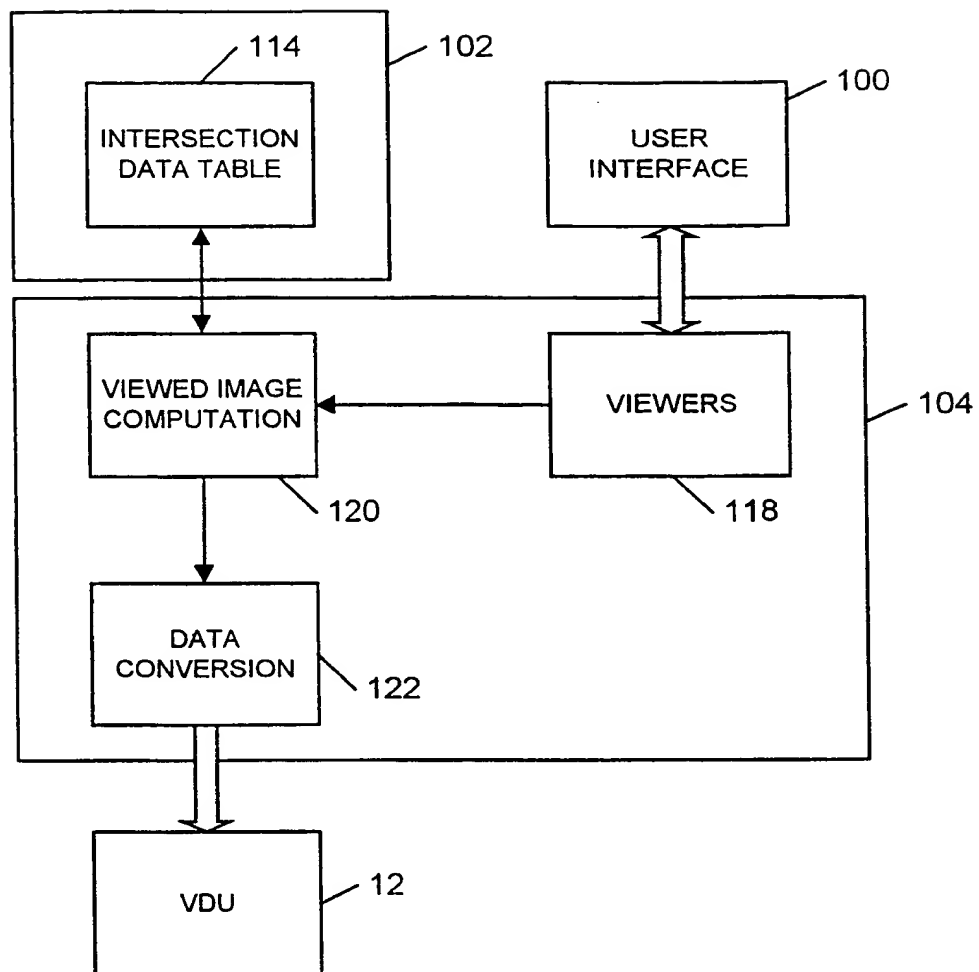 114
102
100
INTERSECTION
DATA TABLE
USER
INTERFACE
VIEWED IMAGE
COMPUTATION
VIEWERS
104
120
118
DATA
CONVERSION
122
VDU
12